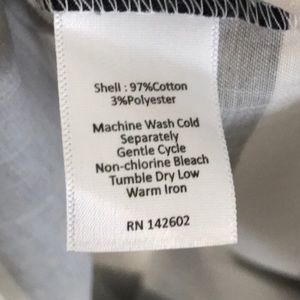 Shell : 97%Cotton
3%Polyester
Machine Wash Cold
Separately
Gentle Cycle
Non-chlorine Bleach
Tumble Dry Low
Warm Iron
RN 142602